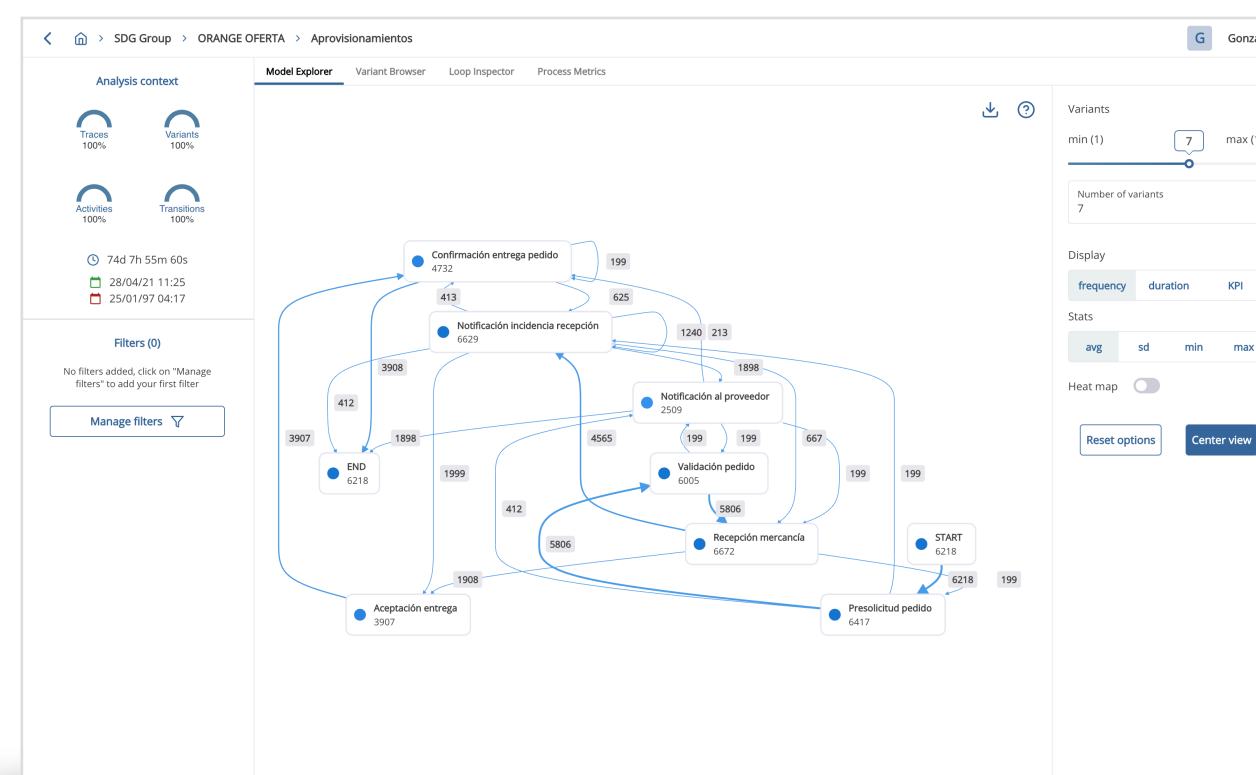 SDG Group > ORANGE OFERTA > Aprovisionamientos
G
Analysis context
Traces
100%
Variants
100%
Activities
100%
Transitions
100%
74d 7h 55m 60s
28/04/21 11:25
25/01/97 04:17
Filters (0)
No filters added, click on "Manage
filters" to add your first filter
Manage filters
Model Explorer
Variant Browser
Loop Inspector
Process Metrics
Confirmación entrega pedido
4732
199
413
625
Notificación incidencia recepción
6629
1240
213
3908
1898
Notificación al proveedor
2509
412
3907
1898
4565
199
199
667
END
6218
1999
Validación pedido
6005
199
199
412
5806
5806
Recepción mercancía
6672
START
6218
1908
6218
199
Aceptación entrega
3907
Presolicitud pedido
6417
Variants
min (1)
7
max (
Number of variants
7
Display
frequency
duration
KPI
Stats
avg
sd
min
max
Heat map
Reset options
Center view